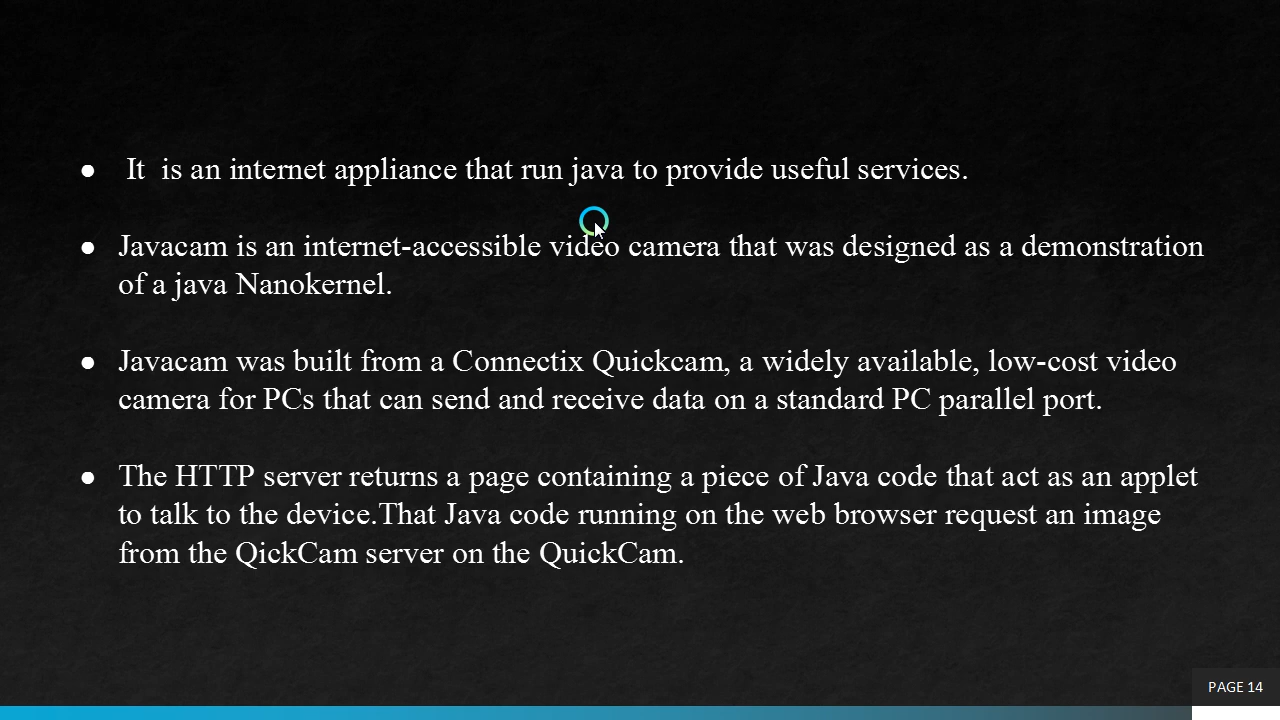 ● It  is an internet appliance that run java to provide useful services.
● Javacam is an internet-accessible video camera that was designed as a demonstration
of a java Nanokernel.
● Javacam was built from a Connectix Quickcam, a widely available, low-cost video
camera for PCs that can send and receive data on a standard PC parallel port.
● The HTTP server returns a page containing a piece of Java code that act as an applet
to talk to the device.That Java code running on the web browser request an image
from the QickCam server on the QuickCam.
PAGE 14